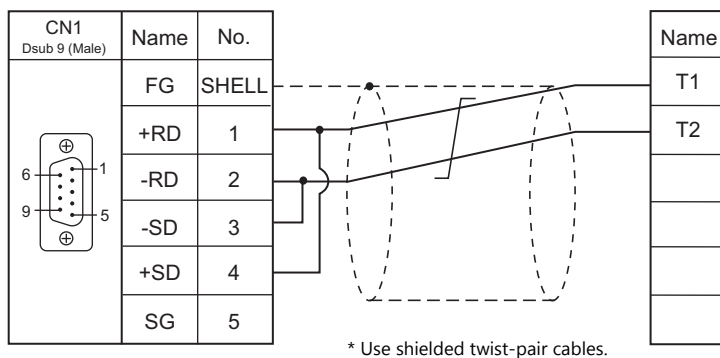 CN1
Dsub 9 (Male)
Name No.
FG SHELL
+RD 1
-RD 2
-SD 3
+SD 4
SG 5
6
1
9
5
Name
T1
T2
* Use shielded twist-pair cables.